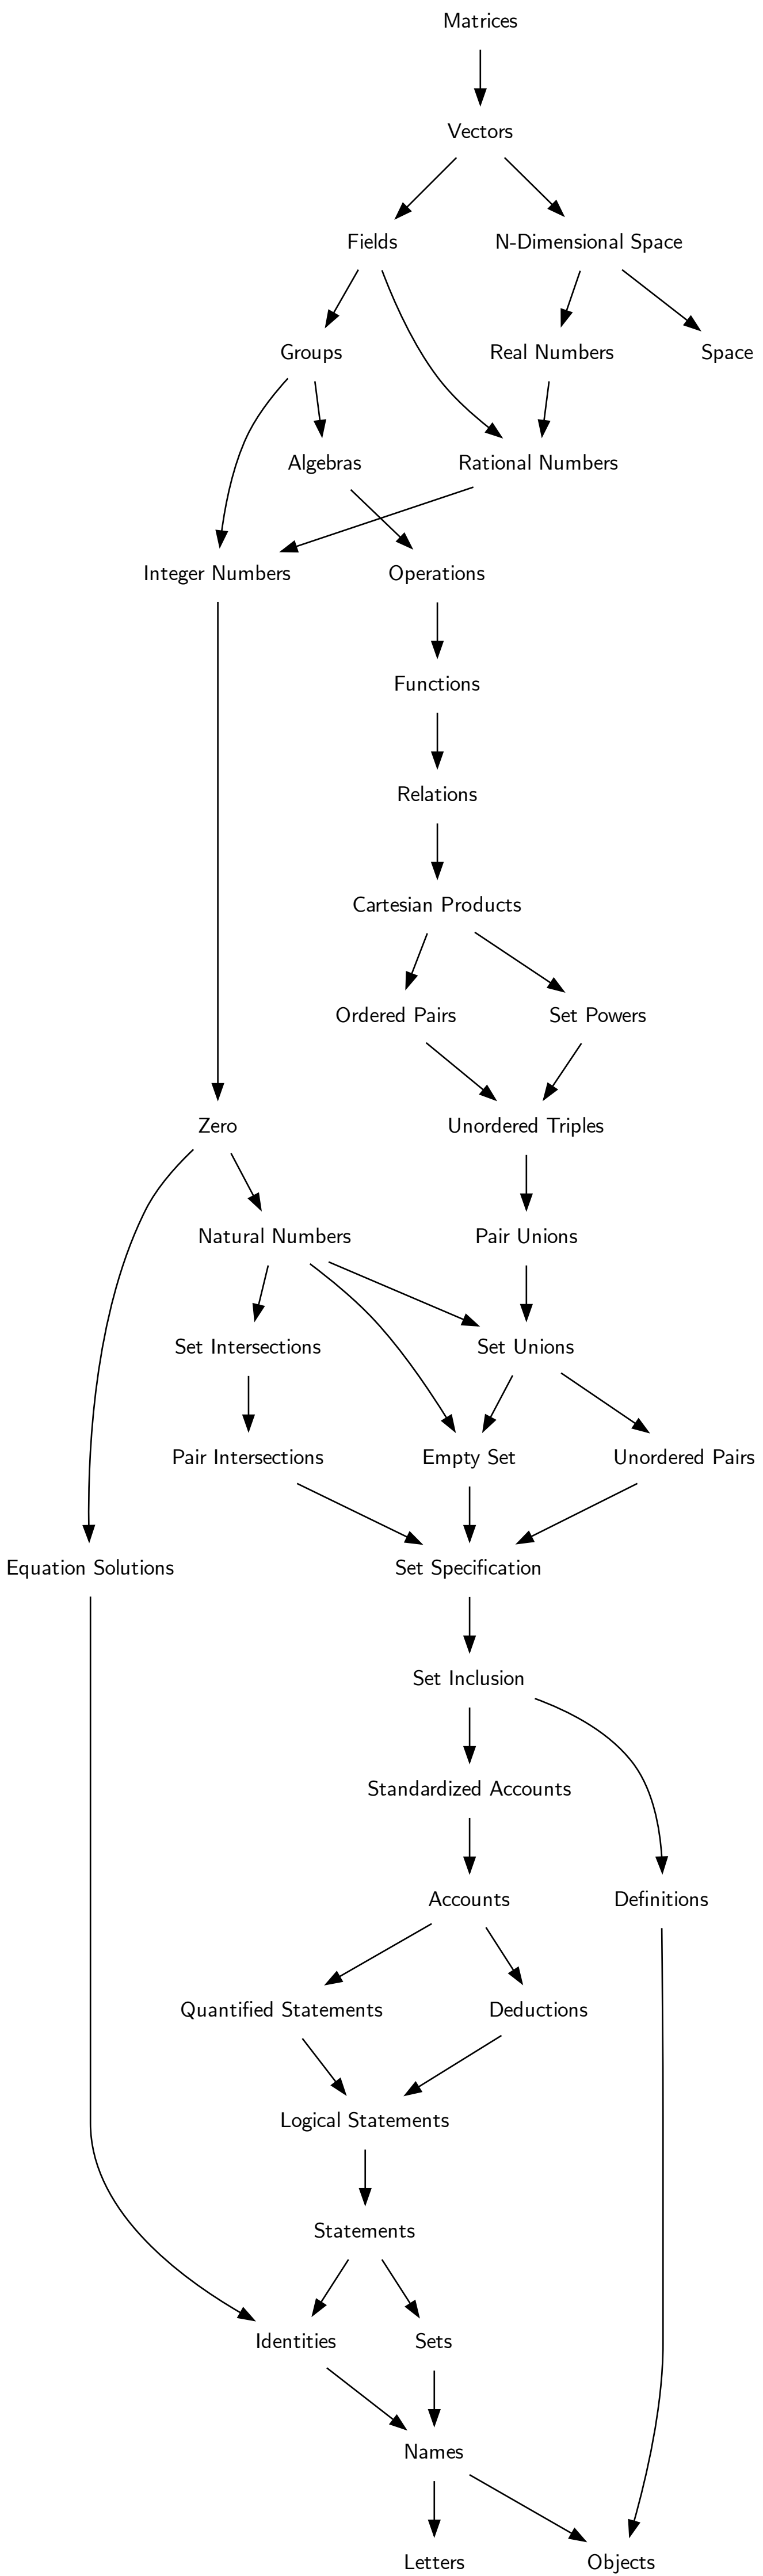 Matrices
Vectors
Fields
N-Dimensional Space
Groups
Real Numbers
Space
Algebras
Rational Numbers
Integer Numbers
Operations
Functions
Relations
Cartesian Products
Ordered Pairs
Set Powers
Zero
Unordered Triples
Natural Numbers
Pair Unions
Set Intersections
Set Unions
Pair Intersections
Empty Set
Unordered Pairs
Equation Solutions
Set Specification
Set Inclusion
Standardized Accounts
Accounts
Definitions
Quantified Statements
Deductions
Logical Statements
Statements
Identities
Sets
Names
Letters
Objects